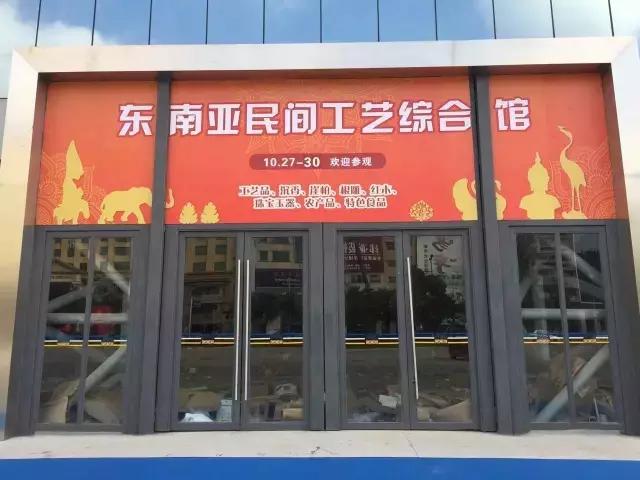 东南亚民间工艺综合馆
10.27-30 欢迎参观
工艺品、沉香、崖柏、根雕、红木、
珠宝玉器、农产品、特色食品